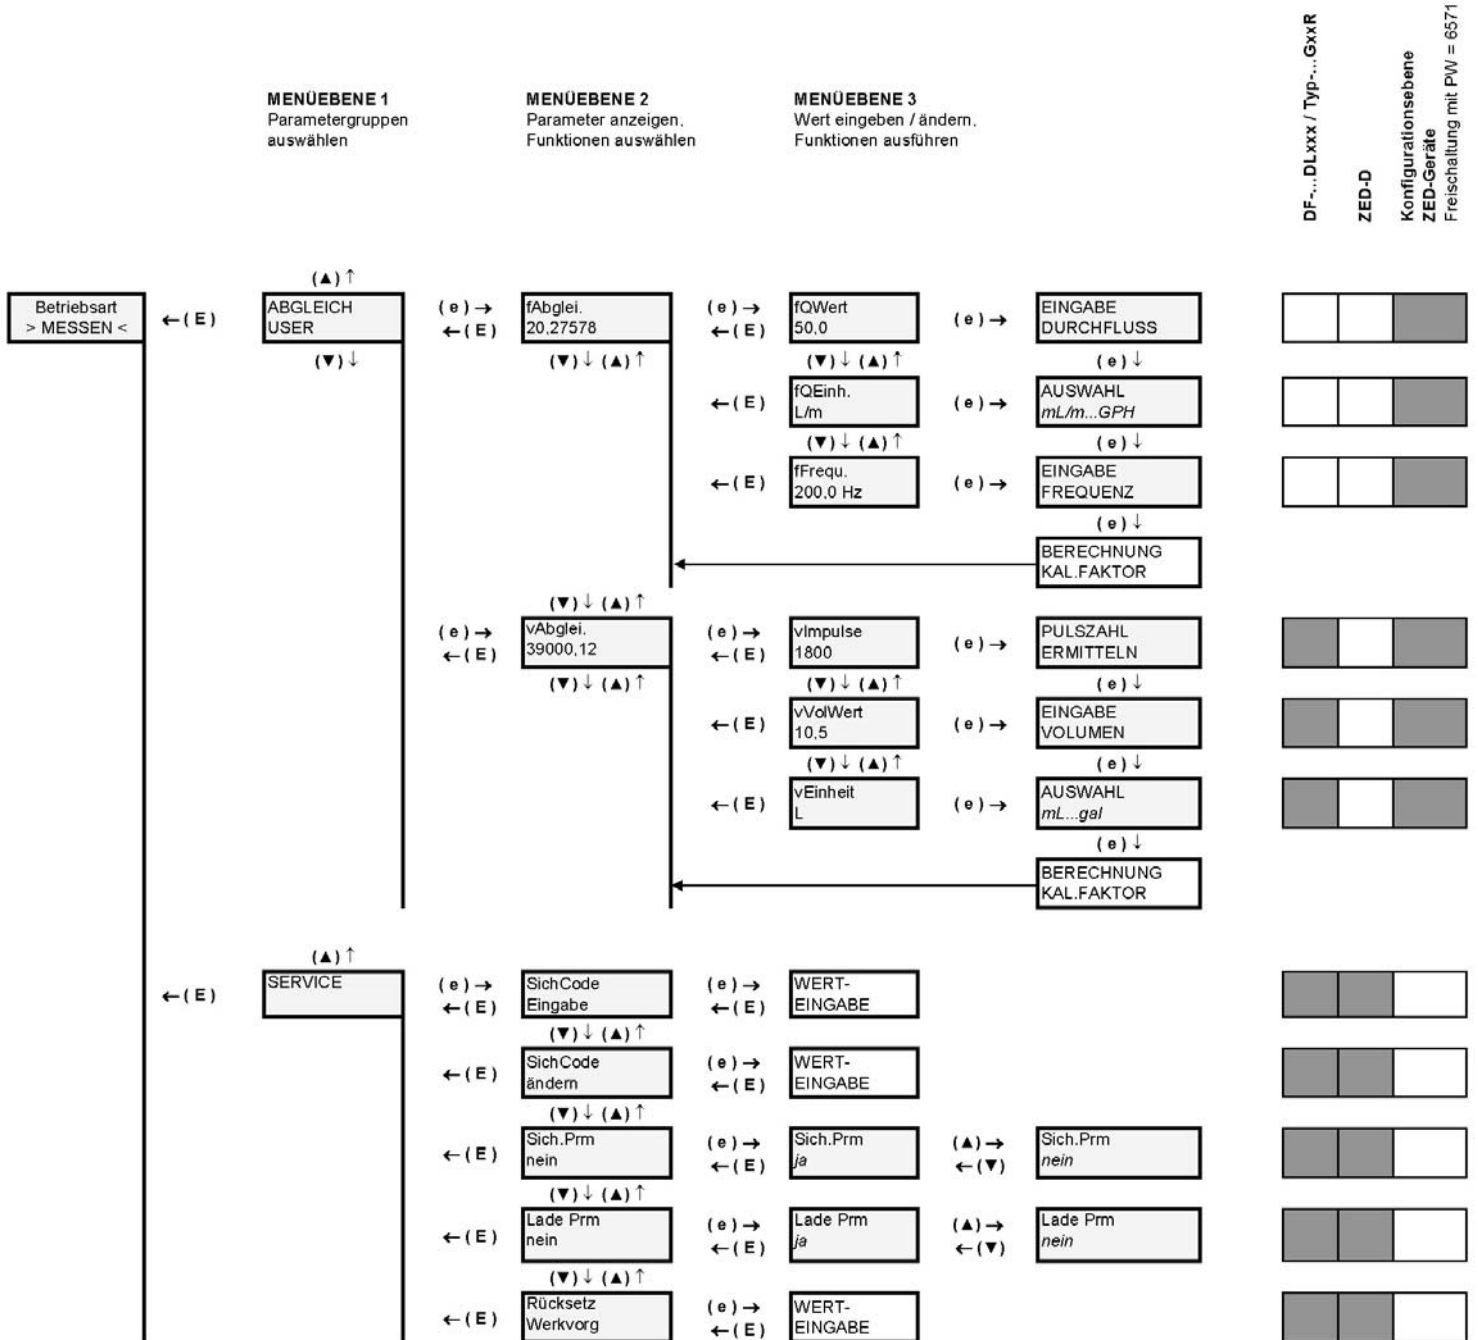 DF-...DLxxx / Typ-...GxxR
ZED-D
Konfigurationsebene
ZED-Geräte
Freischaltung mit PW = 6571
MENÜEBENE 1
Parametergruppen
auswählen
MENÜEBENE 2
Parameter anzeigen,
Funktionen auswählen
MENÜEBENE 3
Wert eingeben / ändern,
Funktionen ausführen
(▲)↑
Betriebsart
> MESSEN <
←(E)
ABGLEICH
USER
(e)→
←(E)
fAbglei.
20,27578
(e)→
←(E)
fQWert
50,0
(e)→
EINGABE
DURCHFLUSS
(▼)↓
(▼)↓ (▲)↑
(▼)↓ (▲)↑
(e)↓
←(E)
fQEinh.
L/m
(e)→
AUSWAHL
mL/m...GPH
(▼)↓ (▲)↑
(e)↓
←(E)
fFrequ.
200,0 Hz
(e)→
EINGABE
FREQUENZ
(e)↓
BERECHNUNG
KAL.FAKTOR
(▼)↓ (▲)↑
(e)→
←(E)
vAbglei.
39000,12
(e)→
←(E)
vImpulse
1800
(e)→
PULSZAHL
ERMITTELN
(▼)↓ (▲)↑
(▼)↓ (▲)↑
(e)↓
←(E)
vVolWert
10,5
(e)→
EINGABE
VOLUMEN
(▼)↓ (▲)↑
(e)↓
←(E)
vEinheit
L
(e)→
AUSWAHL
mL...gal
(e)↓
BERECHNUNG
KAL.FAKTOR
(▲)↑
←(E)
SERVICE
(e)→
←(E)
SichCode
Eingabe
(e)→
←(E)
WERT-
EINGABE
(▼)↓ (▲)↑
←(E)
SichCode
ändern
(e)→
←(E)
WERT-
EINGABE
(▼)↓ (▲)↑
←(E)
Sich.Prm
nein
(e)→
←(E)
Sich.Prm
ja
(▲)→
←(▼)
Sich.Prm
nein
(▼)↓ (▲)↑
←(E)
Lade Prm
nein
(e)→
←(E)
Lade Prm
ja
(▲)→
←(▼)
Lade Prm
nein
(▼)↓ (▲)↑
←(E)
Rücksetz
Werkvorg
(e)→
←(E)
WERT-
EINGABE